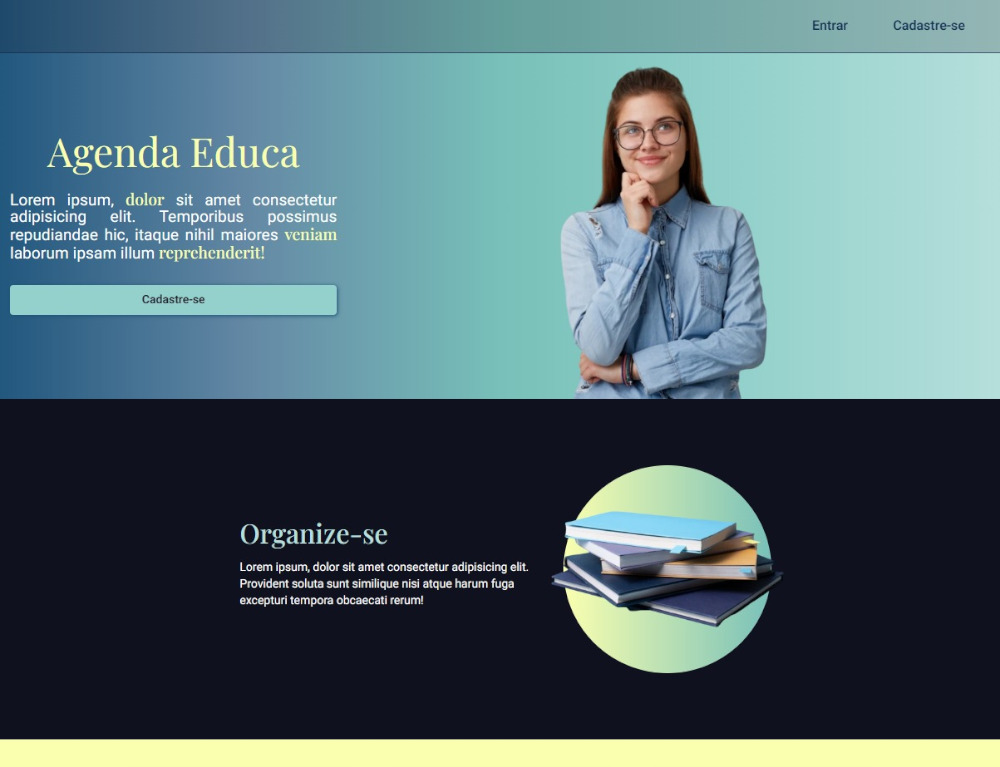 Entrar
Cadastre-se
Agenda Educa
Lorem ipsum, dolor sit amet consectetur
adipisicing elit. Temporibus possimus
repudiandae hic, itaque nihil maiores veniam
laborum ipsam illum reprehenderit!
Cadastre-se
Organize-se
Lorem ipsum, dolor sit amet consectetur adipisicing elit.
Provident soluta sunt similique nisi atque harum fuga
excepturi tempora obcaecati rerum!